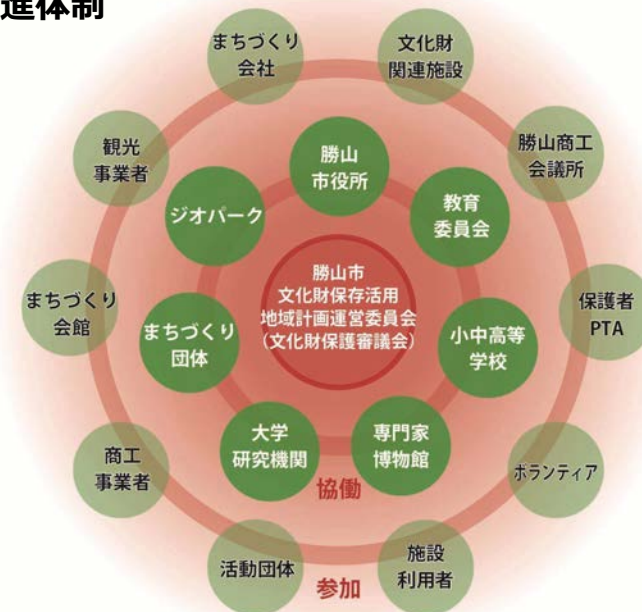 進体制
まちづくり
会社
文化財
関連施設
観光
事業者
勝山
市役所
勝山商工
会議所
ジオパーク
教育
委員会
勝山市
文化財保存活用
地域計画運営委員会
(文化財保護審議会)
まちづくり
会館
まちづくり
団体
小中高等
学校
保護者
PTA
大学
研究機関
専門家
博物館
商工
事業者
ボランティア
協働
活動団体
施設
利用者
参加